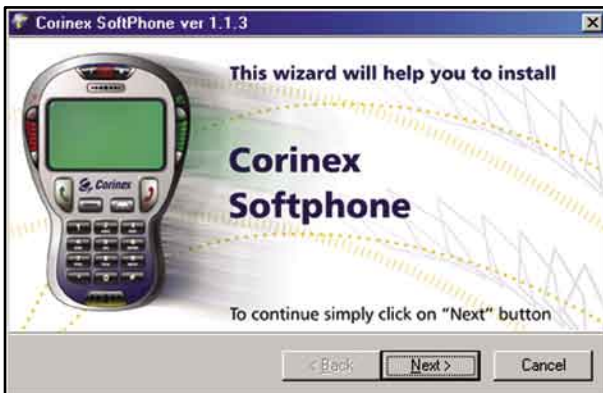 Corinex SoftPhone ver 1.1.3
This wizard will help you to install
Corinex
Corinex
Softphone
To continue simply click on "Next" button
< Back
Next >
Cancel